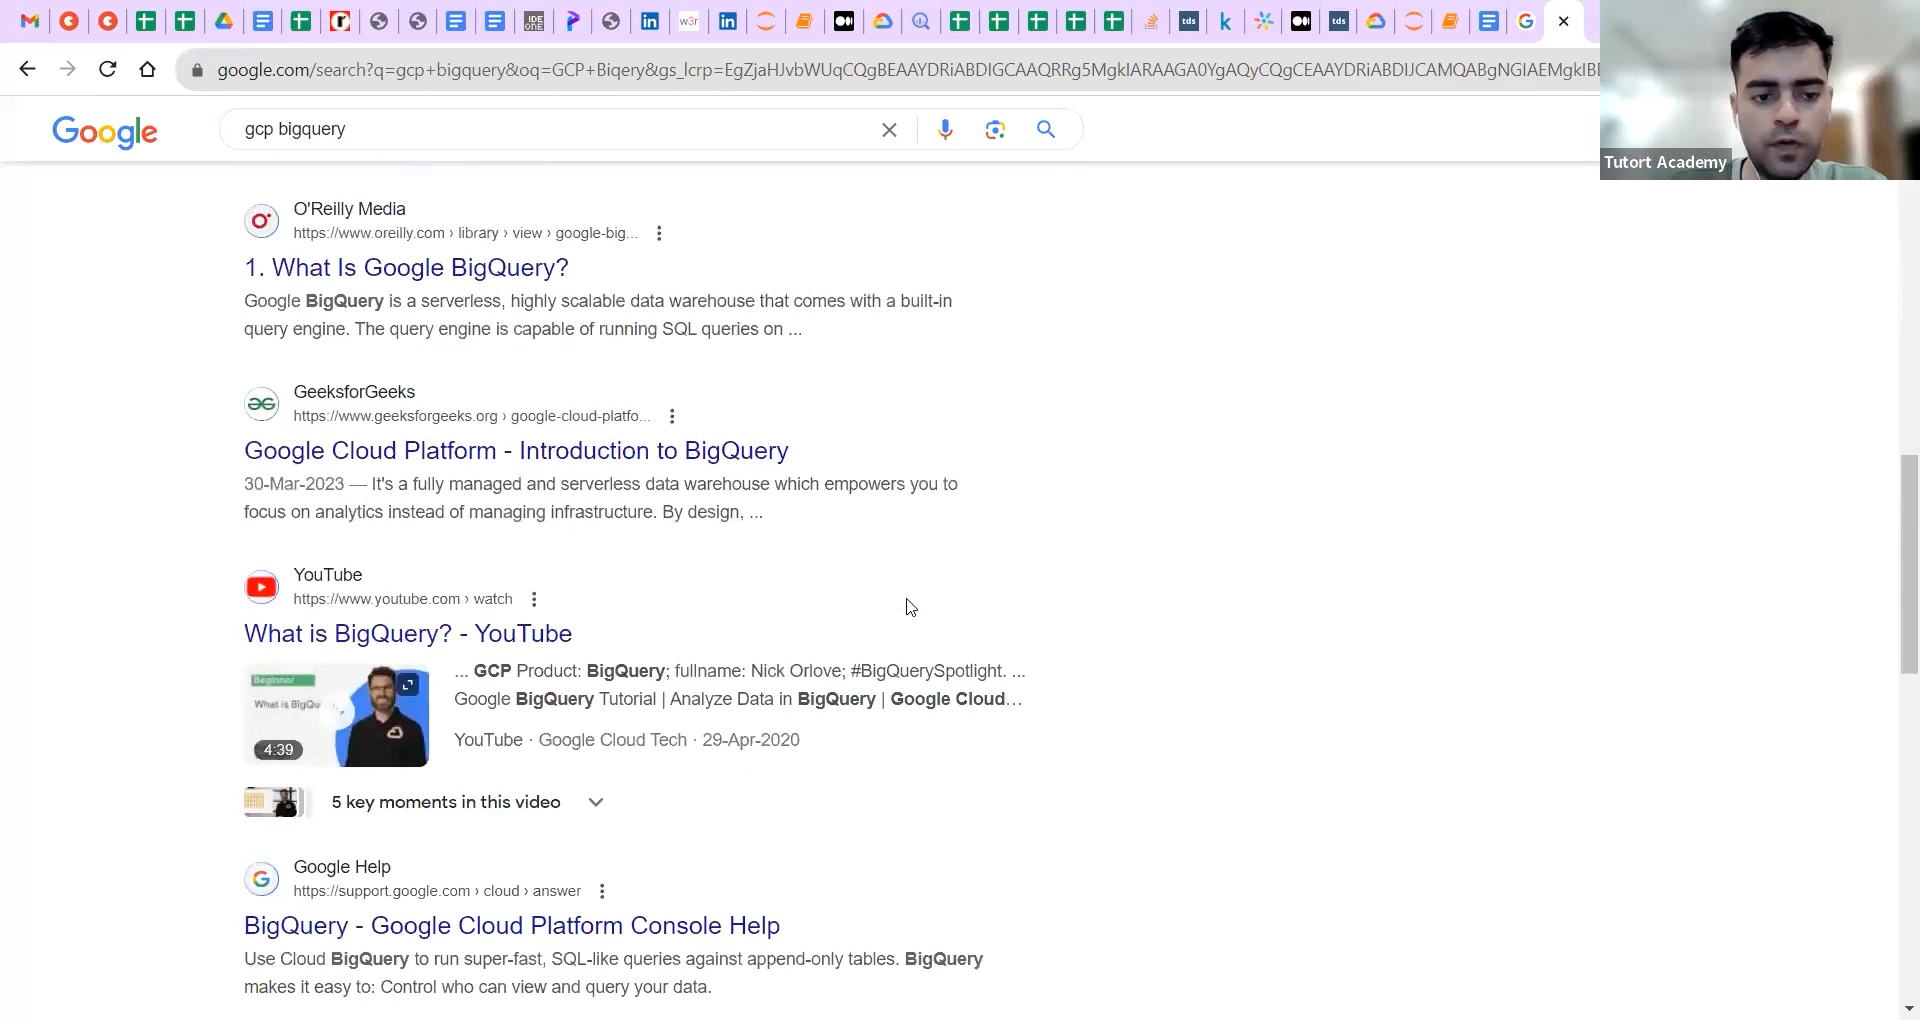 google.com/search?q=gcp+bigquery&oq=GCP+Biqery&gs_lcrp=EgZjaHJvbWUqCQgBEAAYDRiABDIGCAAQRRg5MgkIARAAGA0YgAQyCQgCEAAYDRiABDIJCAMQABgNGIAEMgkIBI
Tutort Academy
Google
gcp bigquery
O'Reilly Media
https://www.oreilly.com › library › view › google-big...
1. What Is Google BigQuery?
Google BigQuery is a serverless, highly scalable data warehouse that comes with a built-in
query engine. The query engine is capable of running SQL queries on ...
GeeksforGeeks
https://www.geeksforgeeks.org › google-cloud-platfo...
Google Cloud Platform - Introduction to BigQuery
30-Mar-2023 — It's a fully managed and serverless data warehouse which empowers you to
focus on analytics instead of managing infrastructure. By design, ...
YouTube
https://www.youtube.com › watch
What is BigQuery? - YouTube
Beginner
What is BigQu
4:39
... GCP Product: BigQuery; fullname: Nick Orlove; #BigQuerySpotlight. ...
Google BigQuery Tutorial | Analyze Data in BigQuery | Google Cloud...
YouTube · Google Cloud Tech · 29-Apr-2020
5 key moments in this video
Google Help
https://support.google.com › cloud › answer
BigQuery - Google Cloud Platform Console Help
Use Cloud BigQuery to run super-fast, SQL-like queries against append-only tables. BigQuery
makes it easy to: Control who can view and query your data.